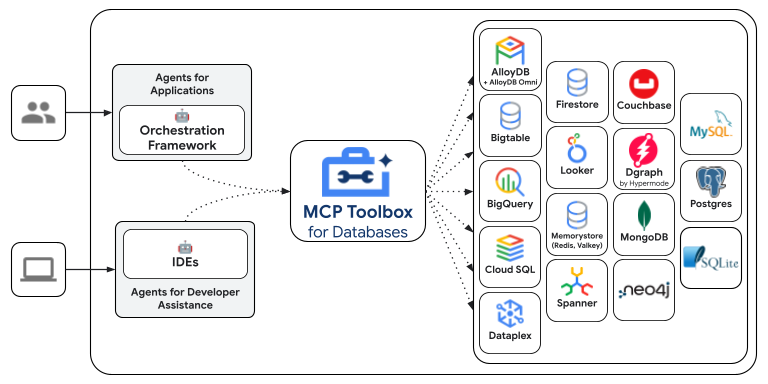 Agents for
Applications
Orchestration
Framework
IDEs
Agents for Developer
Assistance
MCP Toolbox
for Databases
AlloyDB
+ AlloyDB Omni
Bigtable
BigQuery
Cloud SQL
Dataplex
Firestore
Looker
Memorystore
(Redis, Valkey)
Spanner
Couchbase
Dgraph
by Hypermode
MongoDB
neo4j
MySQL
Postgres
SQLite